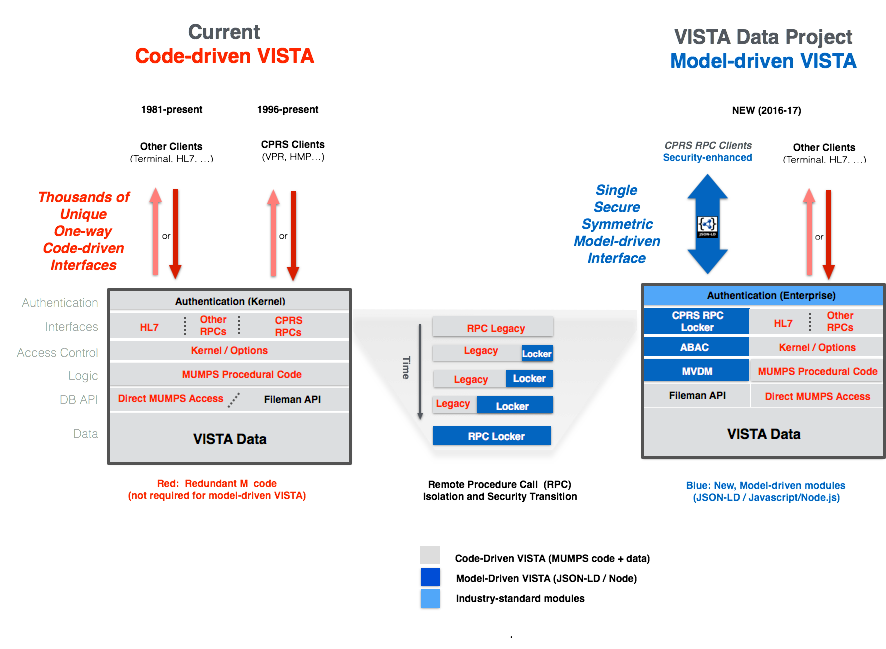 Current
Code-driven VISTA
VISTA Data Project
Model-driven VISTA
1981-present
1996-present
NEW (2016-17)
Other Clients
(Terminal, HL7, ...)
CPRS Clients
(VPR, HMP...)
CPRS RPC Clients
Security-enhanced
Other Clients
(Terminal, HL7, ...)
Thousands of
Unique
One-way
Code-driven
Interfaces
or
or
Single
Secure
Symmetric
Model-driven
Interface
JSON-LD
or
Authentication
Interfaces
Access Control
Logic
DB API
Data
Authentication (Kernel)
HL7
Other
RPCs
CPRS
RPCs
Kernel / Options
MUMPS Procedural Code
Direct MUMPS Access
Fileman API
VISTA Data
Time
RPC Legacy
Legacy
Locker
Legacy
Locker
Legacy
Locker
RPC Locker
Authentication (Enterprise)
CPRS RPC
Locker
HL7
Other
RPCs
ABAC
Kernel / Options
MVDM
MUMPS Procedural Code
Fileman API
Direct MUMPS Access
VISTA Data
Red: Redundant M code
(not required for model-driven VISTA)
Remote Procedure Call (RPC)
Isolation and Security Transition
Blue: New, Model-driven modules
(JSON-LD / Javascript/Node.js)
Code-Driven VISTA (MUMPS code + data)
Model-Driven VISTA (JSON-LD / Node)
Industry-standard modules